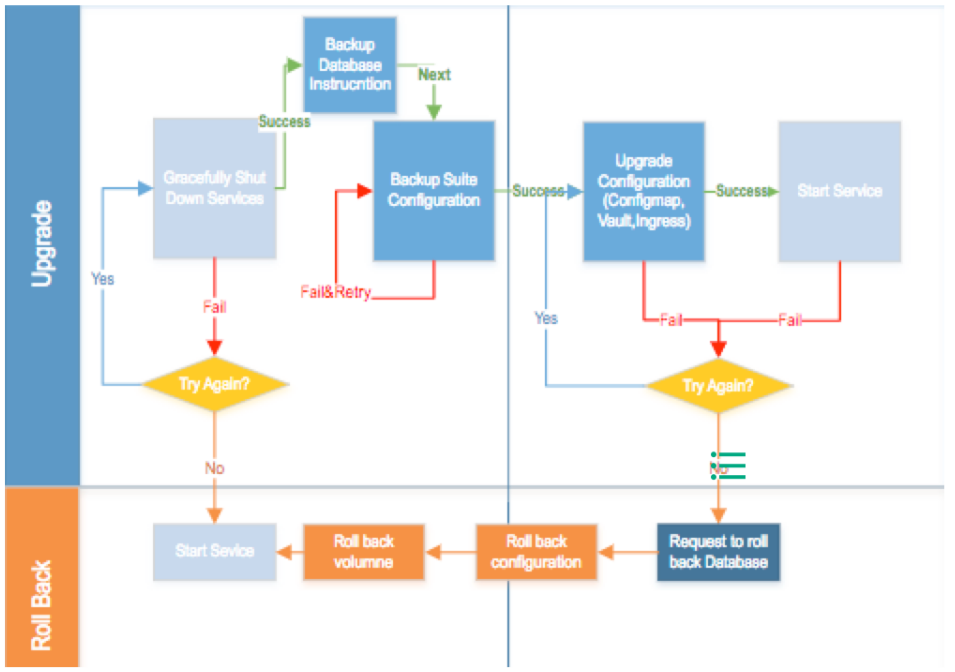 Upgrade
Backup
Database
Instrucntion
Next
Success
Gracefully Shut
Down Services
Backup Suite
Configuration
Success
Upgrade
Configuration
(Configmap,
Vault,Ingress)
Success
Start Service
Yes
Fail
Fail&Retry
Yes
Fail
Fail
Try Again?
Try Again?
No
No
Roll Back
Start Sevice
Roll back
volumne
Roll back
configuration
Request to roll
back Database